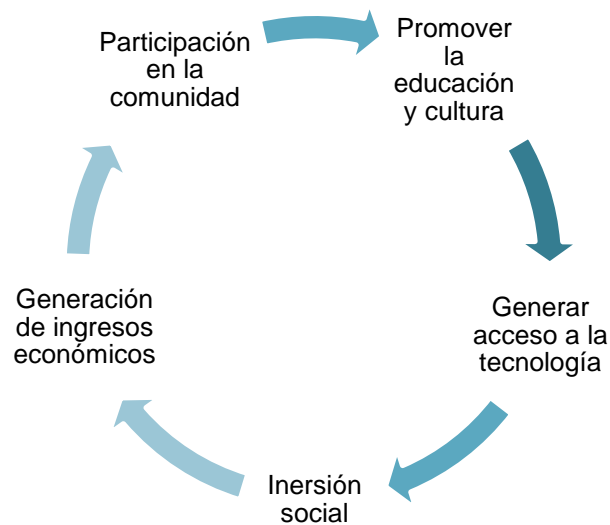 Participación
en la
comunidad
Promover
la
educación
y cultura
Generar
acceso a la
tecnología
Inersión
social
Generación
de ingresos
económicos